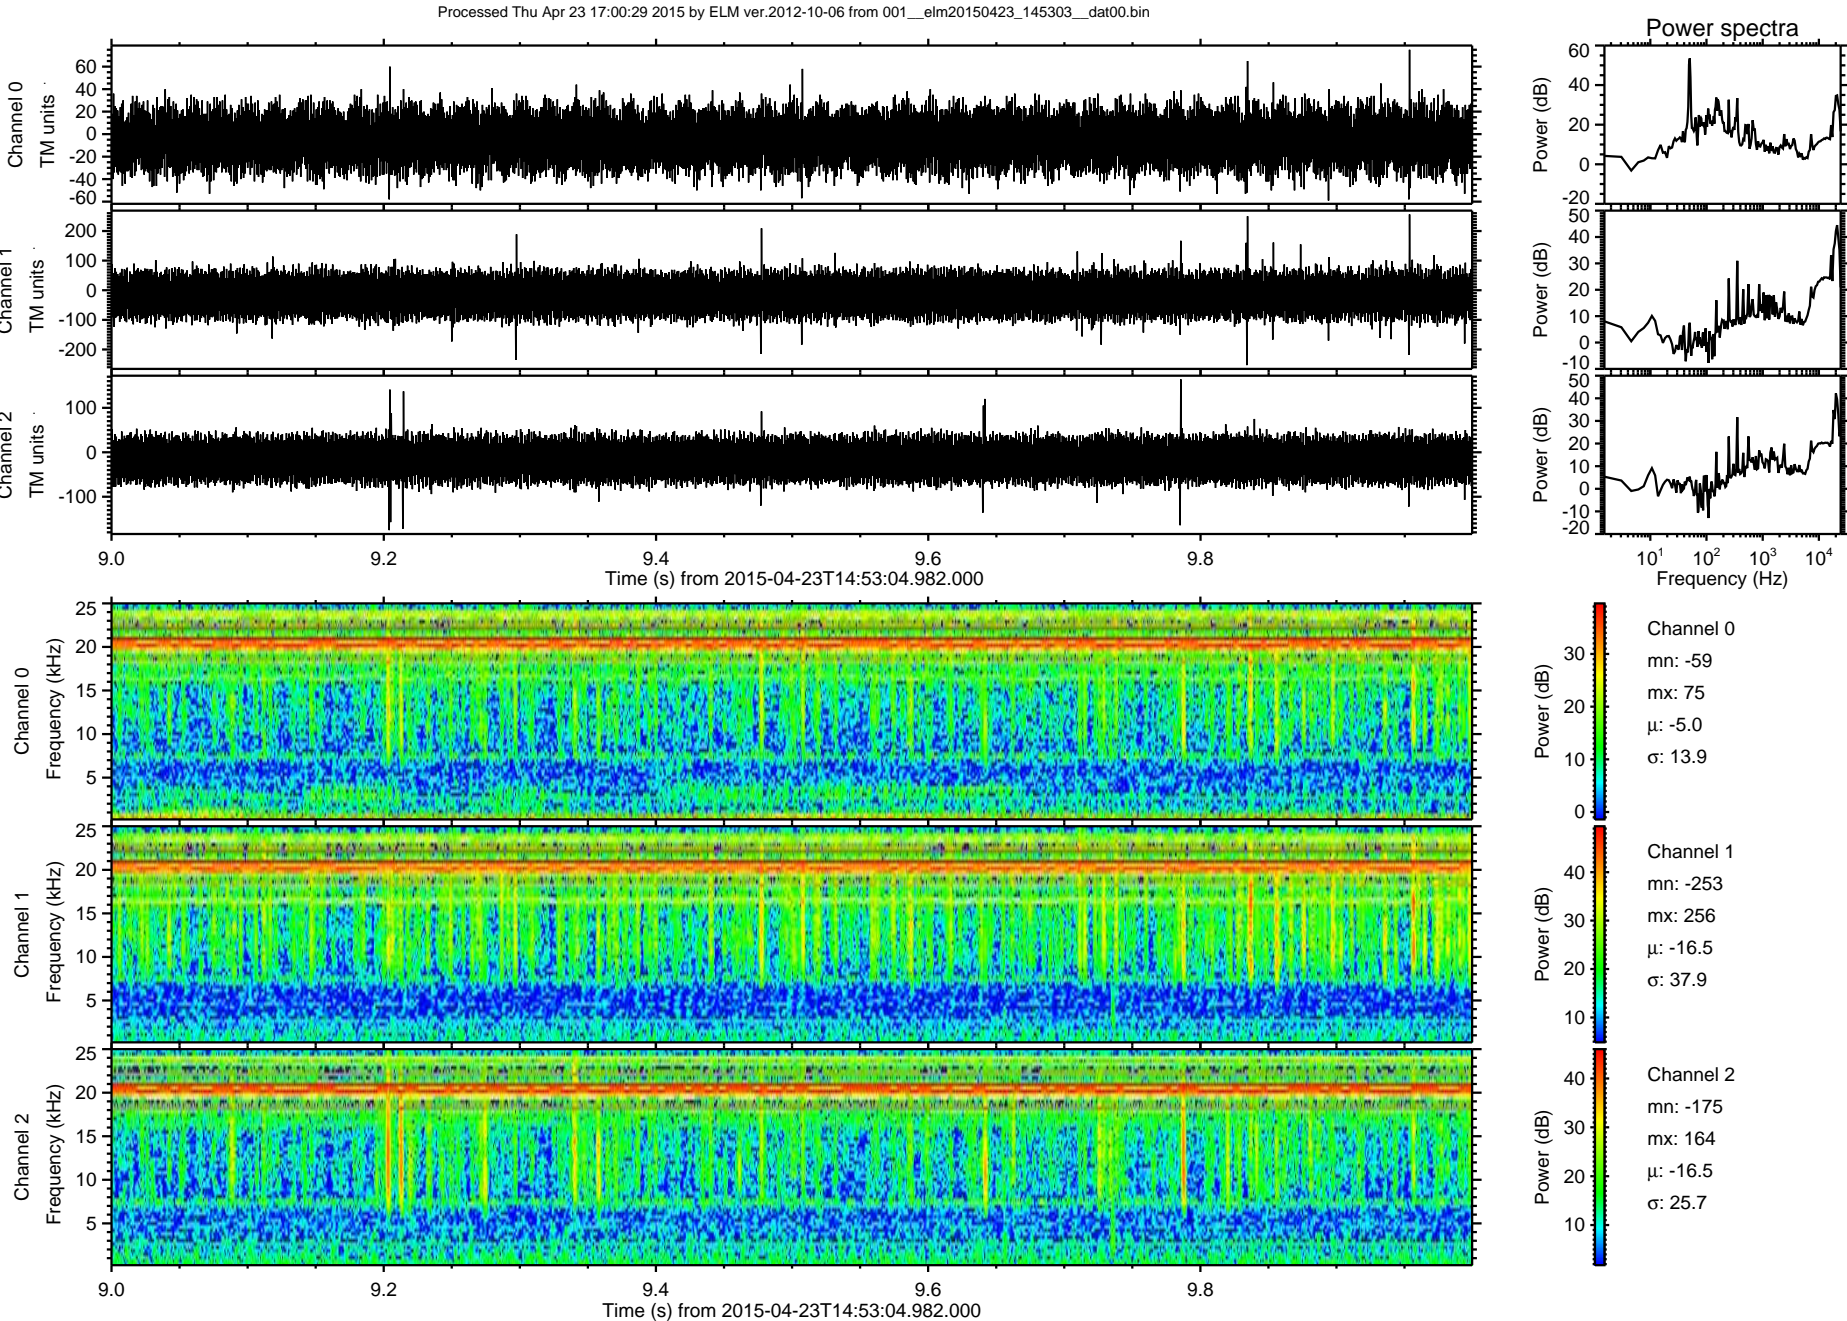 Processed Thu Apr 23 17:00:29 2015 by ELM ver.2012-10-06 from 001__elm20150423_145303__dat00.bin
Power spectra
Channel 0
TM units
60
40
20
0
-20
-40
-60
Power (dB)
60
40
20
0
-20
Channel 1
TM units
200
100
0
-100
-200
Power (dB)
50
40
30
20
10
0
-10
Channel 2
TM units
100
0
-100
Power (dB)
50
40
30
20
10
0
-10
-20
9.0 9.2 9.4 9.6 9.8
Time (s) from 2015-04-23T14:53:04.982.000
10¹ 10² 10³ 10⁴
Frequency (Hz)
Channel 0
Frequency (kHz)
25
20
15
10
5
Power (dB)
30
20
10
0
Channel 0
mn: -59
mx: 75
μ: -5.0
σ: 13.9
Channel 1
Frequency (kHz)
25
20
15
10
5
Power (dB)
40
30
20
10
Channel 1
mn: -253
mx: 256
μ: -16.5
σ: 37.9
Channel 2
Frequency (kHz)
25
20
15
10
5
Power (dB)
40
30
20
10
Channel 2
mn: -175
mx: 164
μ: -16.5
σ: 25.7
9.0 9.2 9.4 9.6 9.8
Time (s) from 2015-04-23T14:53:04.982.000